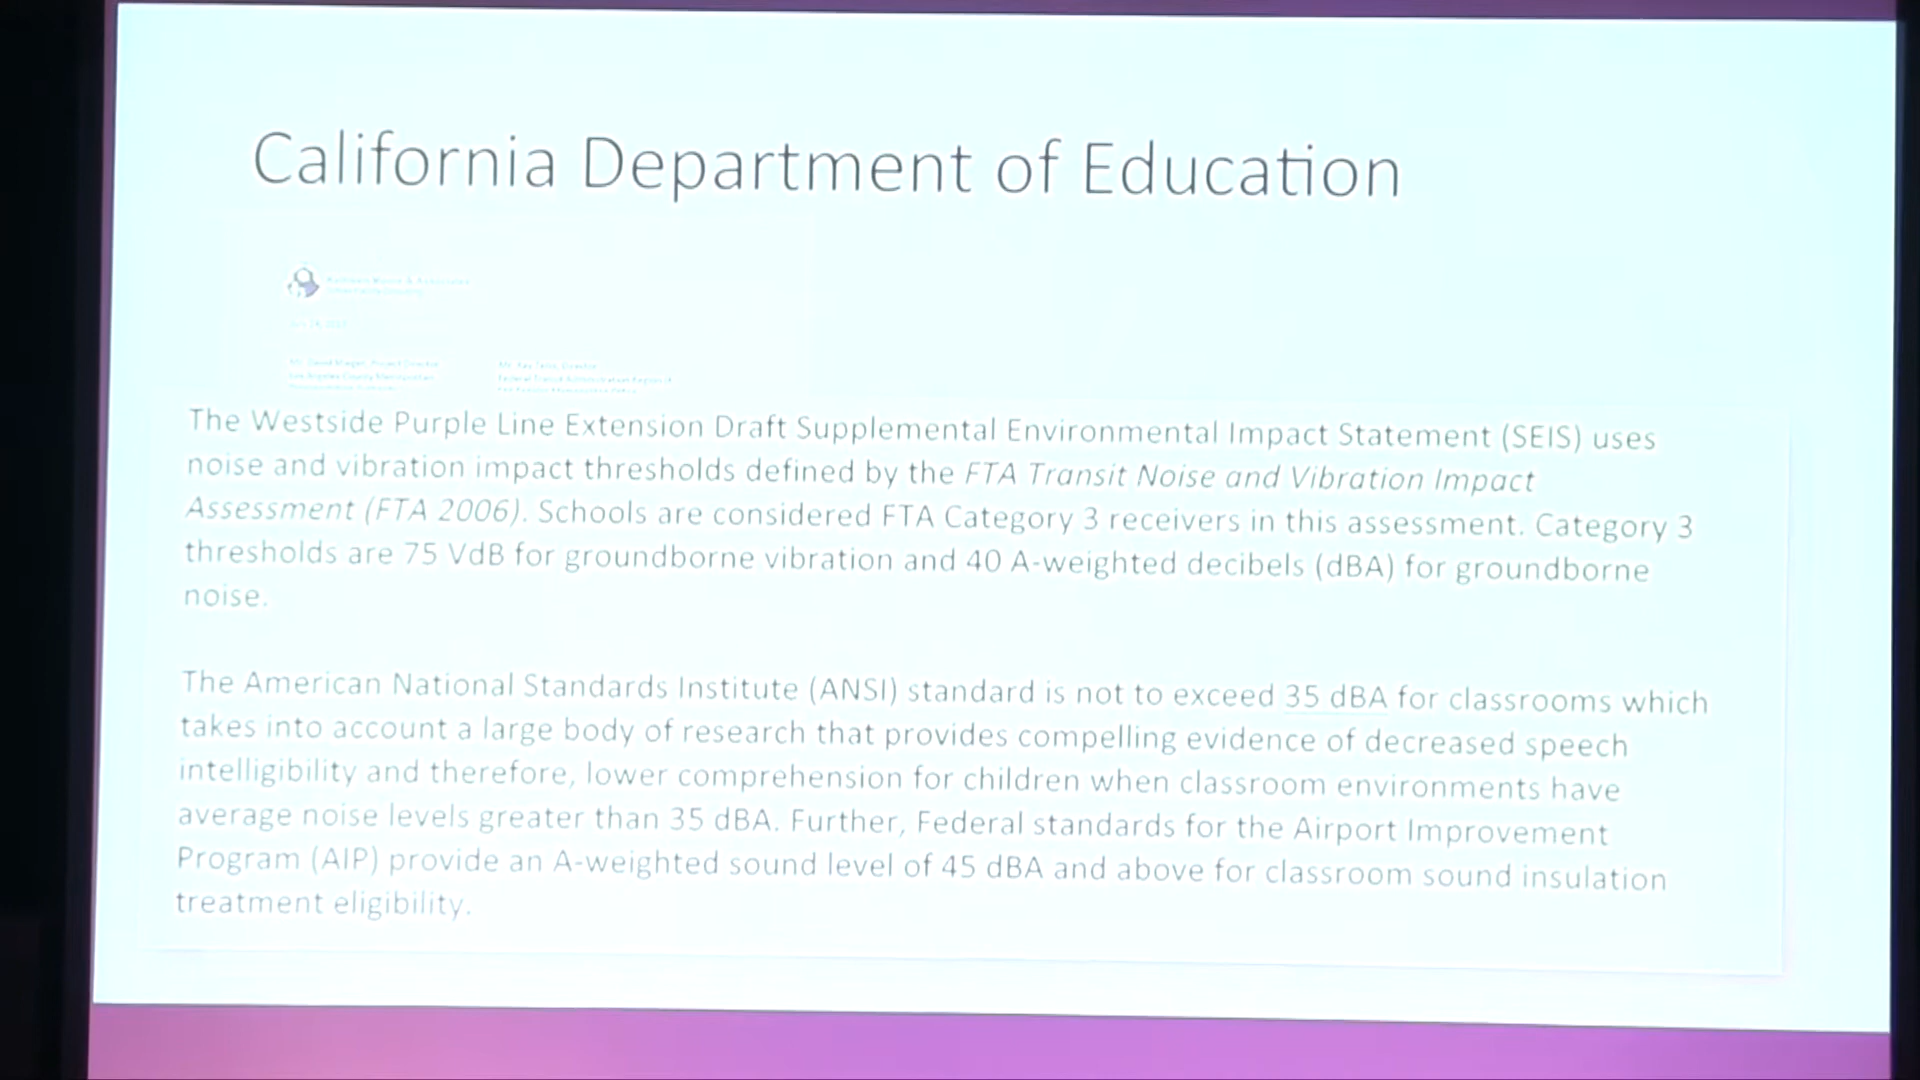 California Department of Education
The Westside Purple Line Extension Draft Supplemental Environmental Impact Statement (SEIS) uses
noise and vibration impact thresholds defined by the FTA Transit Noise and Vibration Impact
Assessment (FTA 2006). Schools are considered FTA Category 3 receivers in this assessment. Category 3
thresholds are 75 VdB for groundborne vibration and 40 A-weighted decibels (dBA) for groundborne
noise.
The American National Standards Institute (ANSI) standard is not to exceed 35 dBA for classrooms which
takes into account a large body of research that provides compelling evidence of decreased speech
intelligibility and therefore, lower comprehension for children when classroom environments have
average noise levels greater than 35 dBA. Further, Federal standards for the Airport Improvement
Program (AIP) provide an A-weighted sound level of 45 dBA and above for classroom sound insulation
treatment eligibility.